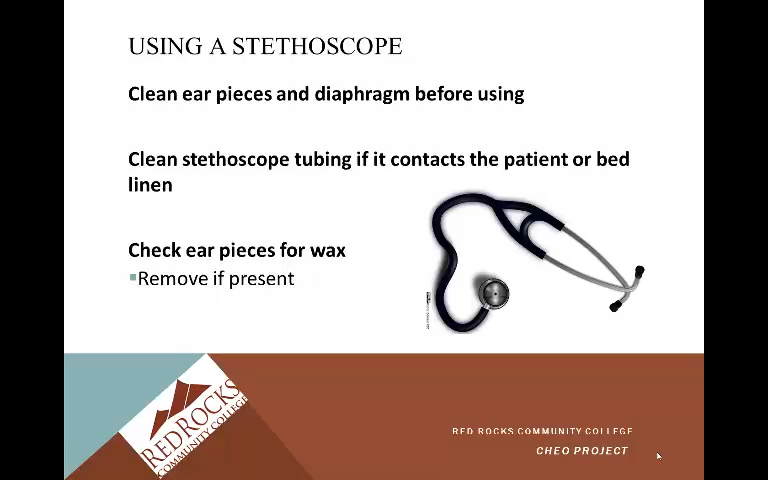 USING A STETHOSCOPE
Clean ear pieces and diaphragm before using
Clean stethoscope tubing if it contacts the patient or bed
linen
Check ear pieces for wax
▪Remove if present
RED ROCKS
COMMUNITY COLLEGE
RED ROCKS COMMUNITY COLLEGE
CHEO PROJECT